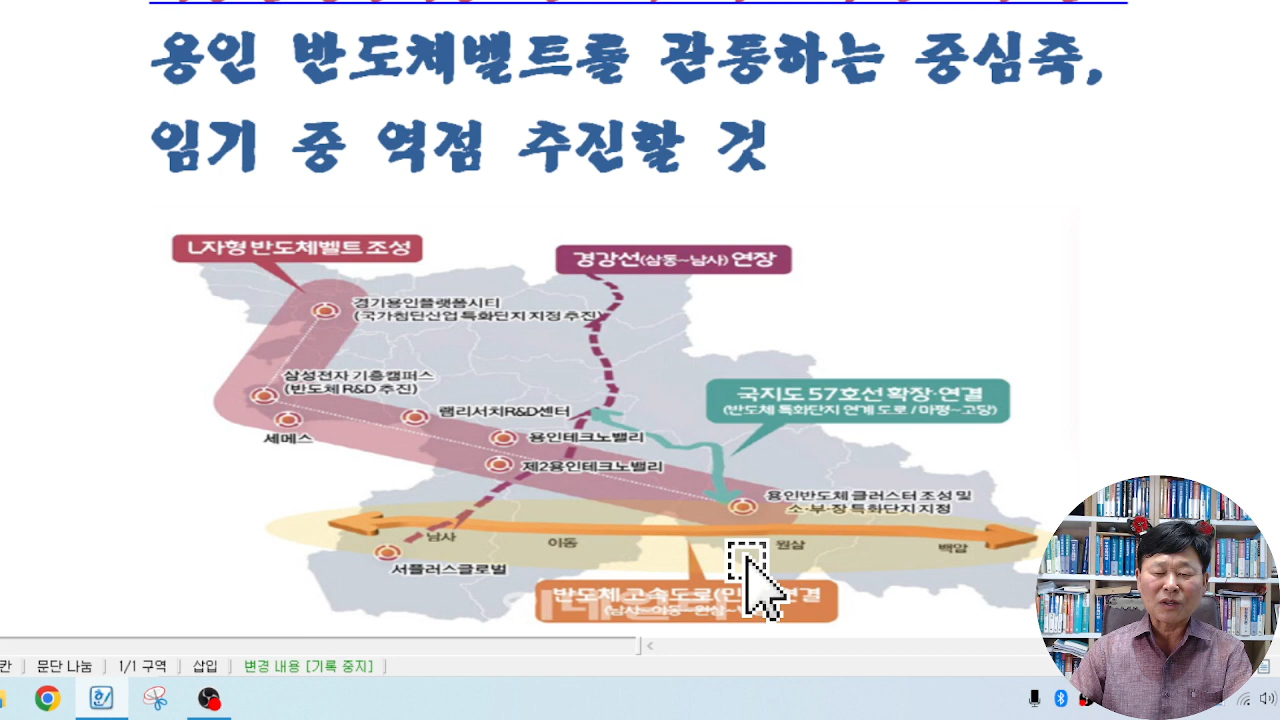 용인 반도체벨트를 관통하는 중심축,
임기 중 역점 추진할 것
L자형 반도체벨트 조성
경강선(삼동~남사) 연장
경기용인플랫폼시티
(국가첨단산업 특화단지 지정 추진)
삼성전자 기흥캠퍼스
(반도체 R&D 추진)
국지도 57호선 확장·연결
(반도체 특화단지 연계 도로 / 마평~고당)
램리서치R&D센터
세메스
용인테크노밸리
제2용인테크노밸리
용인반도체 클러스터 조성 및
소·부·장 특화단지 지정
남사
이동
원삼
백암
서플러스글로벌
반도체 고속도로(민 연결
(남사~이동~원삼~
칸
문단 나눔
1/1 구역
삽입
변경 내용 [기록 중지]